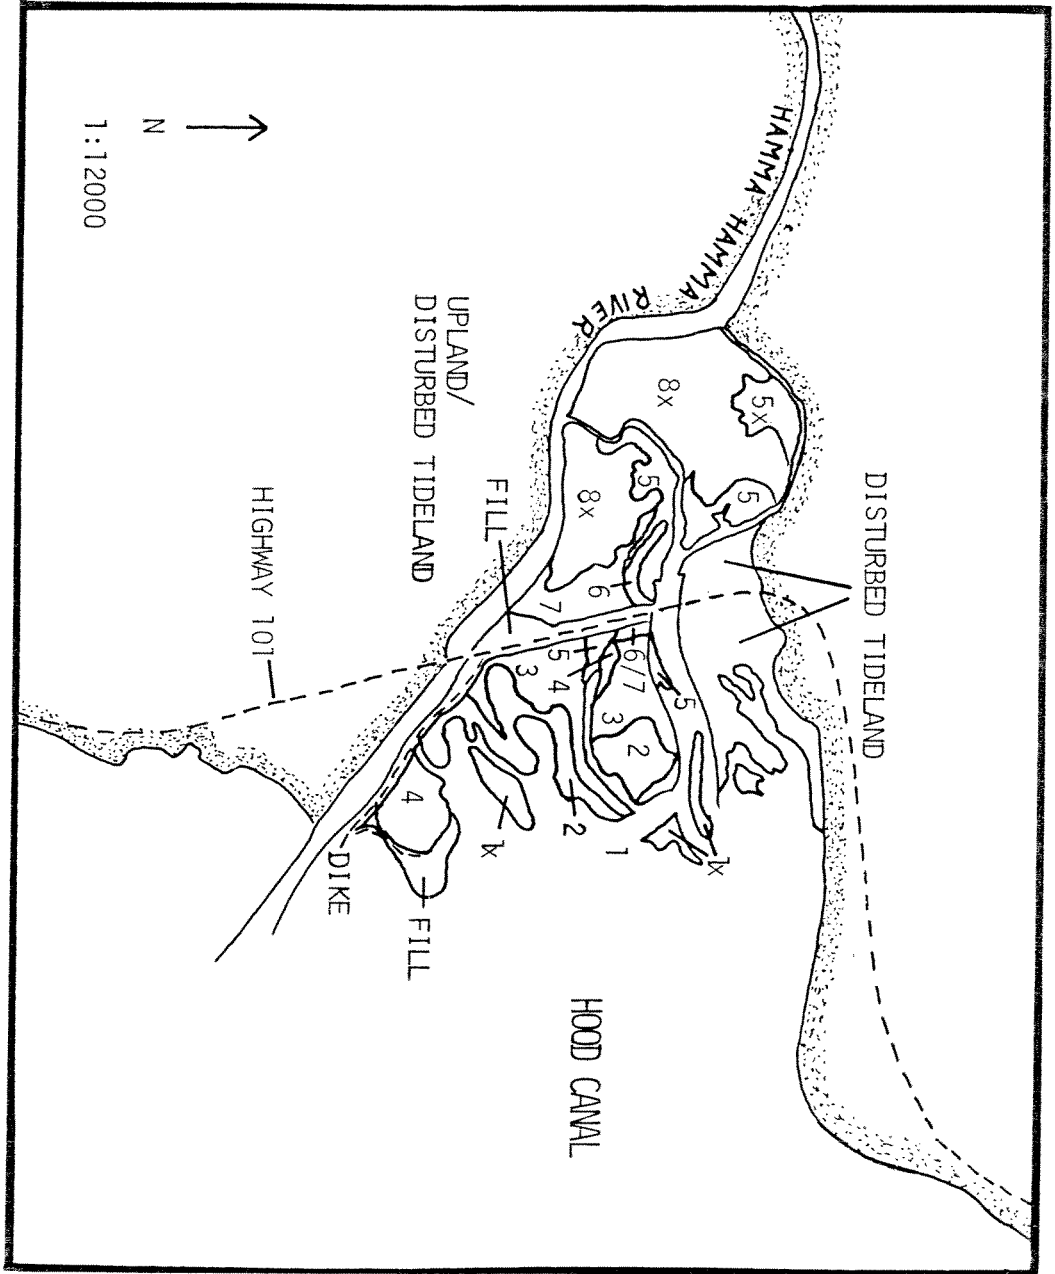 HAMMA HAMMA RIVER
N
1:12000
UPLAND/
DISTURBED TIDELAND
HIGHWAY 101
FILL
DISTURBED TIDELAND
8x
5x
5
5
8x
6
7
6/7
5
4
3
5
3
2
4
1x
2
1
1x
DIKE
FILL
HOOD CANAL